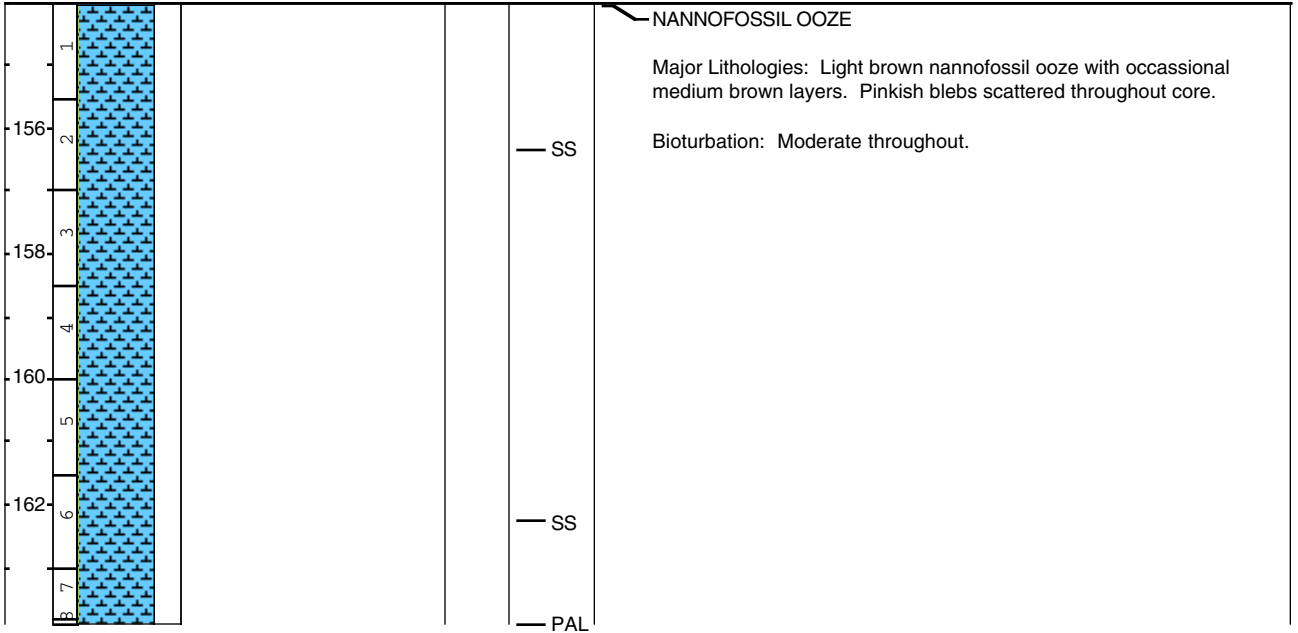 NANNOFOSSIL OOZE
Major Lithologies: Light brown nannofossil ooze with occassional
medium brown layers. Pinkish blebs scattered throughout core.
Bioturbation: Moderate throughout.
1
156
2
SS
3
158
4
160
5
162
6
SS
7
8
PAL